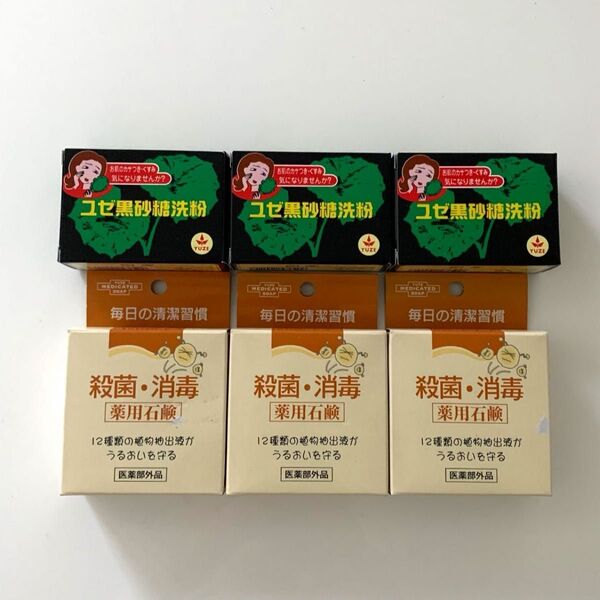 お肌のカサつき・くすみ
気になりませんか?
ユゼ黒砂糖洗粉
YUZE
お肌のカサつき・くすみ
気になりませんか?
ユゼ黒砂糖洗粉
YUZE
お肌のカサつき・くすみ
気になりませんか?
ユゼ黒砂糖洗粉
YUZE
YUZE
MEDICATED
SOAP
毎日の清潔習慣
殺菌・消毒
薬用石鹸
12種類の植物抽出液が
うるおいを守る
医薬部外品
YUZE
MEDICATED
SOAP
毎日の清潔習慣
殺菌・消毒
薬用石鹸
12種類の植物抽出液が
うるおいを守る
医薬部外品
YUZE
MEDICATED
SOAP
毎日の清潔習慣
殺菌・消毒
薬用石鹸
12種類の植物抽出液が
うるおいを守る
医薬部外品